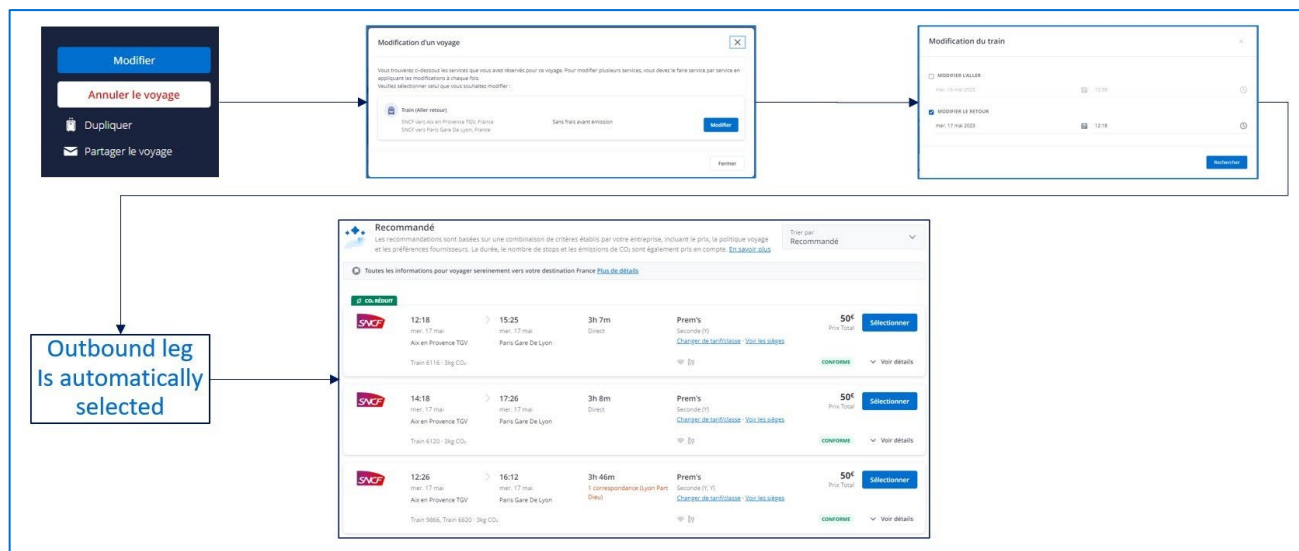 Modifier
Annuler le voyage
Dupliquer
Partager le voyage
Modification d'un voyage
Vous trouverez ci-dessous les services que vous avez réservés pour ce voyage. Pour modifier plusieurs services, vous devez le faire service par service en
appliquant les modifications à chaque fois.
Veuillez sélectionner celui que vous souhaitez modifier :
Train (Aller retour)
SNCF vers Aix en Provence TGV, France
SNCF vers Paris Gare De Lyon, France
Sans frais avant émission
Modifier
Fermer
Modification du train
MODIFIER L'ALLER
2023
MODIFIER LE RETOUR
mer. 17 mai 2023
12:18
Rechercher
Outbound leg
Is automatically
selected
Recommandé
Les recommandations sont basées sur une combinaison de critères établis par votre entreprise, incluant le prix, la politique voyage
et les préférences fournisseurs. La durée, le nombre de stops et les émissions de CO₂ sont également pris en compte. En savoir plus
Trier par
Recommandé
Toutes les informations pour voyager sereinement vers votre destination France Plus de détails
CO₂ RÉDUIT
SNCF 12:18 15:25 3h 7m Prem's 50€ Sélectionner
mer. 17 mai mer. 17 mai Direct Seconde (Y) Prix Total
Aix en Provence TGV Paris Gare De Lyon Changer de tarif/classe - Voir les sièges
Train 6116 - 3kg CO₂ CONFORME Voir détails
SNCF 14:18 17:26 3h 8m Prem's 50€ Sélectionner
mer. 17 mai mer. 17 mai Direct Seconde (Y) Prix Total
Aix en Provence TGV Paris Gare De Lyon Changer de tarif/classe - Voir les sièges
Train 6120 - 3kg CO₂ CONFORME Voir détails
SNCF 12:26 16:12 3h 46m Prem's 50€ Sélectionner
mer. 17 mai mer. 17 mai 1 correspondance (Lyon Part Seconde (Y, Y) Prix Total
Aix en Provence TGV Paris Gare De Lyon Dieu) Changer de tarif/classe - Voir les sièges
Train 9866, Train 6620 - 3kg CO₂ CONFORME Voir détails